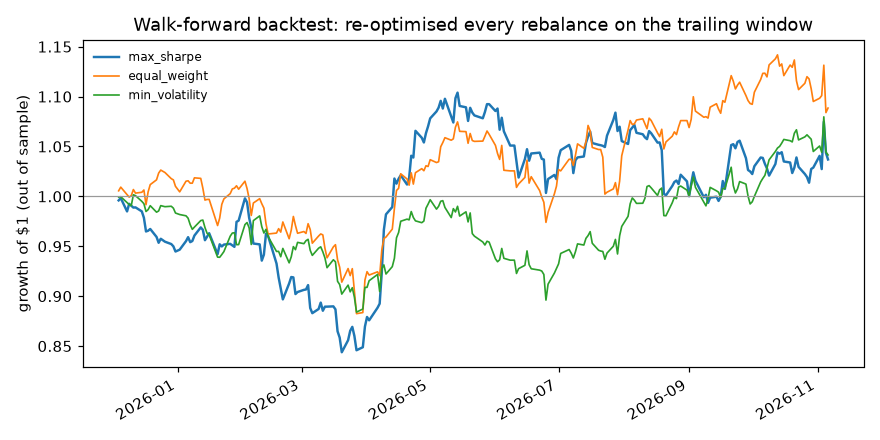 Walk-forward backtest: re-optimised every rebalance on the trailing window
growth of $1 (out of sample)
1.15
1.10
1.05
1.00
0.95
0.90
0.85
max_sharpe
equal_weight
min_volatility
2026-01
2026-03
2026-05
2026-07
2026-09
2026-11